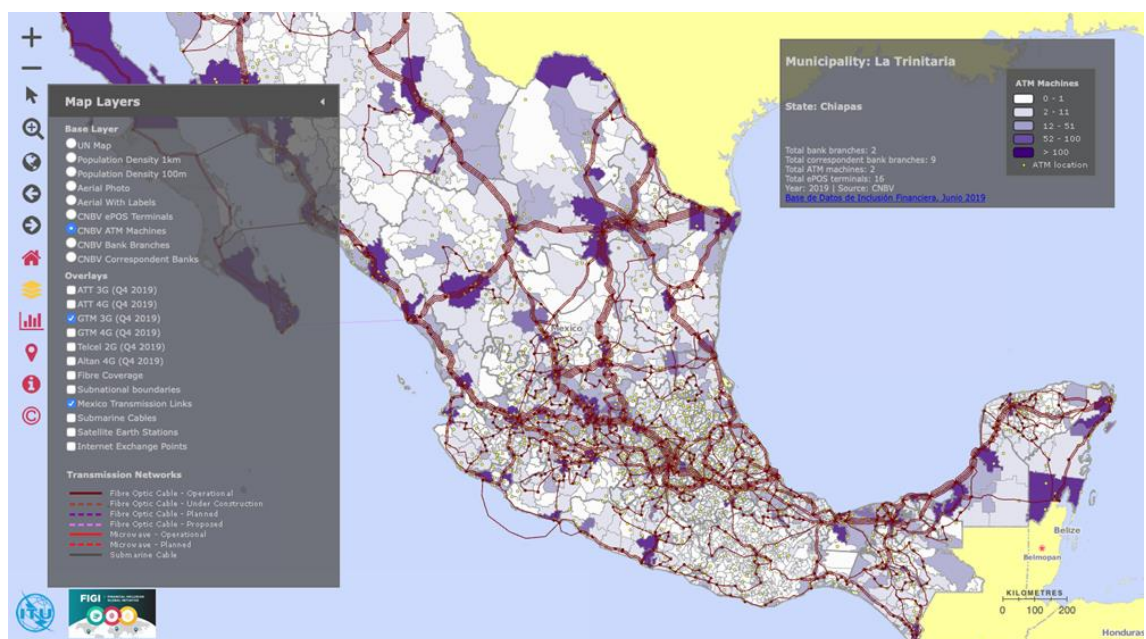 Map Layers
Base Layer
UN Map
Population Density 1km
Population Density 100m
Aerial Photo
Aerial With Labels
CNBV ePOS Terminals
CNBV ATM Machines
CNBV Bank Branches
CNBV Correspondent Banks
Overlays
ATT 3G (Q4 2019)
ATT 4G (Q4 2019)
GTM 3G (Q4 2019)
GTM 4G (Q4 2019)
Telcel 2G (Q4 2019)
Altan 4G (Q4 2019)
Fibre Coverage
Subnational boundaries
Mexico Transmission Links
Submarine Cables
Satellite Earth Stations
Internet Exchange Points
Transmission Networks
Fibre Optic Cable - Operational
Fibre Optic Cable - Under Construction
Fibre Optic Cable - Planned
Fibre Optic Cable - Proposed
Microwave - Operational
Microwave - Planned
Submarine Cable
ITU
FIGI
FINANCIAL INCLUSION
GLOBAL INITIATIVE
Mexico
Municipality: La Trinitaria
State: Chiapas
Total bank branches: 2
Total correspondent bank branches: 9
Total ATM machines: 2
Total ePOS terminals: 16
Year: 2019 | Source: CNBV
Base de Datos de Inclusión Financiera, Junio 2019
ATM Machines
0 - 1
2 - 11
12 - 51
52 - 100
> 100
ATM location
Belize
Belmopan
KILOMETRES
0 100 200
Honduras